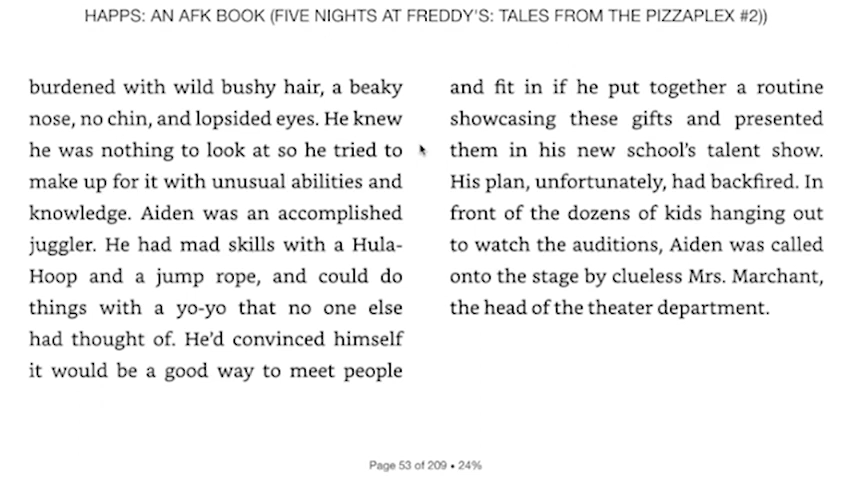 HAPPS: AN AFK BOOK (FIVE NIGHTS AT FREDDY'S: TALES FROM THE PIZZAPLEX #2))
burdened with wild bushy hair, a beaky
nose, no chin, and lopsided eyes. He knew
he was nothing to look at so he tried to
make up for it with unusual abilities and
knowledge. Aiden was an accomplished
juggler. He had mad skills with a Hula-
Hoop and a jump rope, and could do
things with a yo-yo that no one else
had thought of. He'd convinced himself
it would be a good way to meet people
and fit in if he put together a routine
showcasing these gifts and presented
them in his new school's talent show.
His plan, unfortunately, had backfired. In
front of the dozens of kids hanging out
to watch the auditions, Aiden was called
onto the stage by clueless Mrs. Marchant,
the head of the theater department.
Page 53 of 209 • 24%